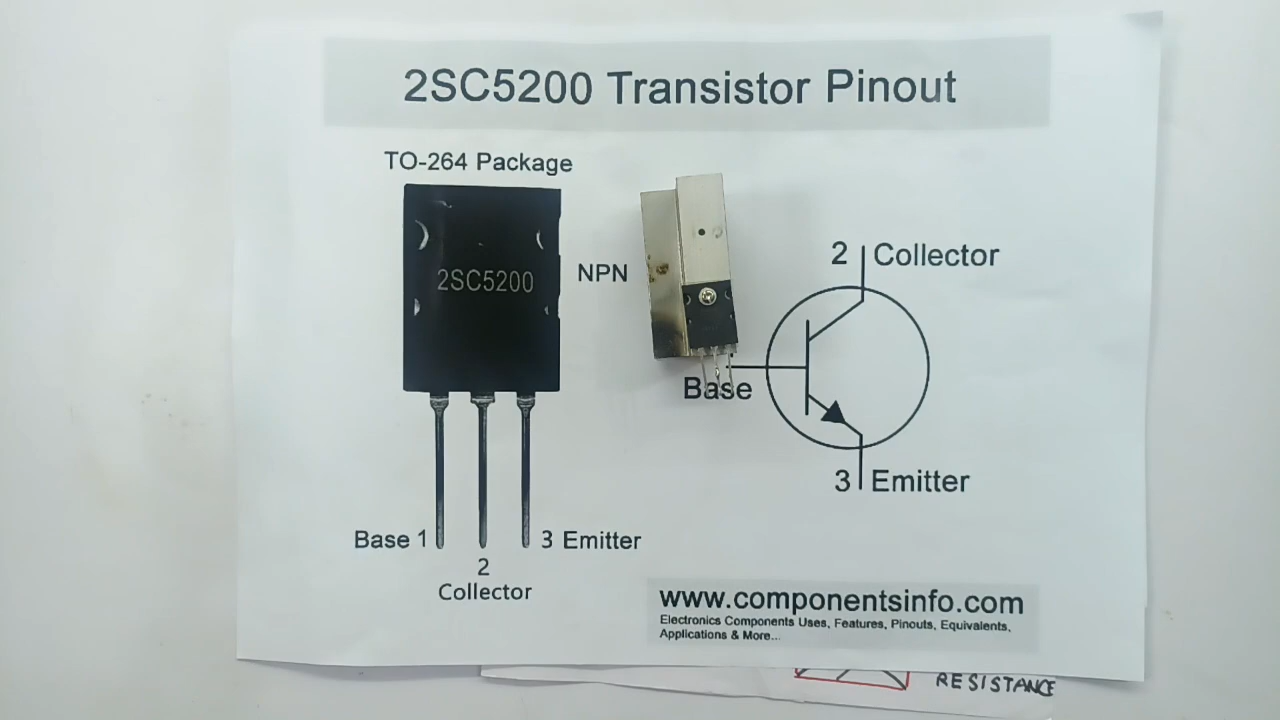 2SC5200 Transistor Pinout
TO-264 Package
2SC5200
NPN
Base 1
2
Collector
3 Emitter
2 Collector
Base
3 Emitter
www.componentsinfo.com
Electronics Components Uses, Features, Pinouts, Equivalents,
Applications & More...
RESISTANCE